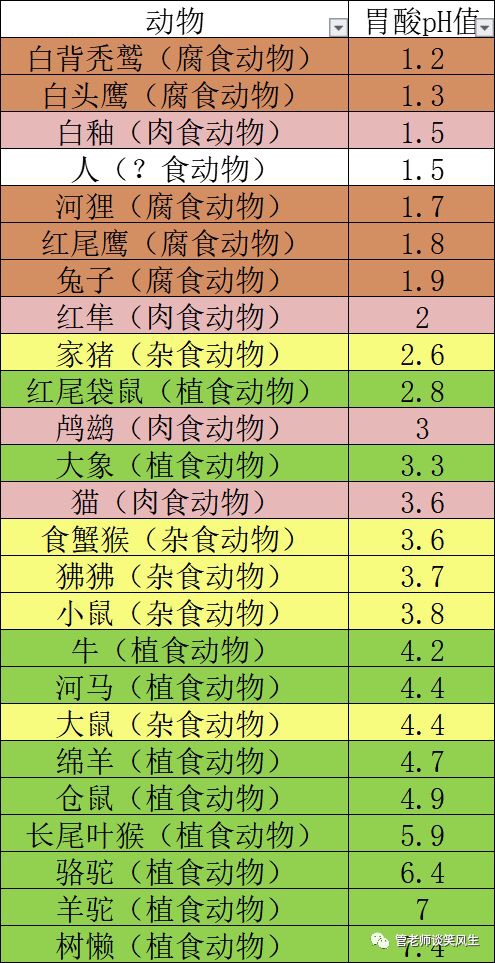 动物 胃酸pH值
白背秃鹫（腐食动物） 1.2
白头鹰（腐食动物） 1.3
白釉（肉食动物） 1.5
人（？食动物） 1.5
河狸（腐食动物） 1.7
红尾鹰（腐食动物） 1.8
兔子（腐食动物） 1.9
红隼（肉食动物） 2
家猪（杂食动物） 2.6
红尾袋鼠（植食动物） 2.8
鸬鹚（肉食动物） 3
大象（植食动物） 3.3
猫（肉食动物） 3.6
食蟹猴（杂食动物） 3.6
狒狒（杂食动物） 3.7
小鼠（杂食动物） 3.8
牛（植食动物） 4.2
河马（植食动物） 4.4
大鼠（杂食动物） 4.4
绵羊（植食动物） 4.7
仓鼠（植食动物） 4.9
长尾叶猴（植食动物） 5.9
骆驼（植食动物） 6.4
羊驼（植食动物） 7
树懒（植食动物） 7.4
管老师谈笑风生